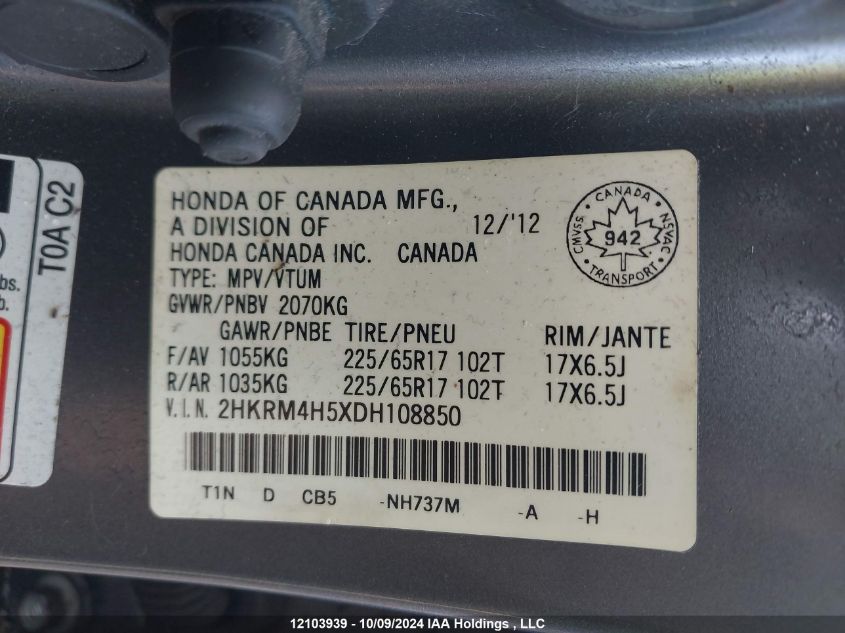 HONDA OF CANADA MFG.,
A DIVISION OF 12/'12
HONDA CANADA INC. CANADA
TYPE: MPV/VTUM
GVWR/PNBV 2070KG
GAWR/PNBE TIRE/PNEU RIM/JANTE
F/AV 1055KG 225/65R17 102T 17X6.5J
R/AR 1035KG 225/65R17 102T 17X6.5J
V.I.N. 2HKRM4H5XDH108850
T1N D CB5 -NH737M -A -H
CANADA
CMVSS 942 NSVAC
TRANSPORT
T0A C2
bs.
b.
12103939 - 10/09/2024 IAA Holdings , LLC